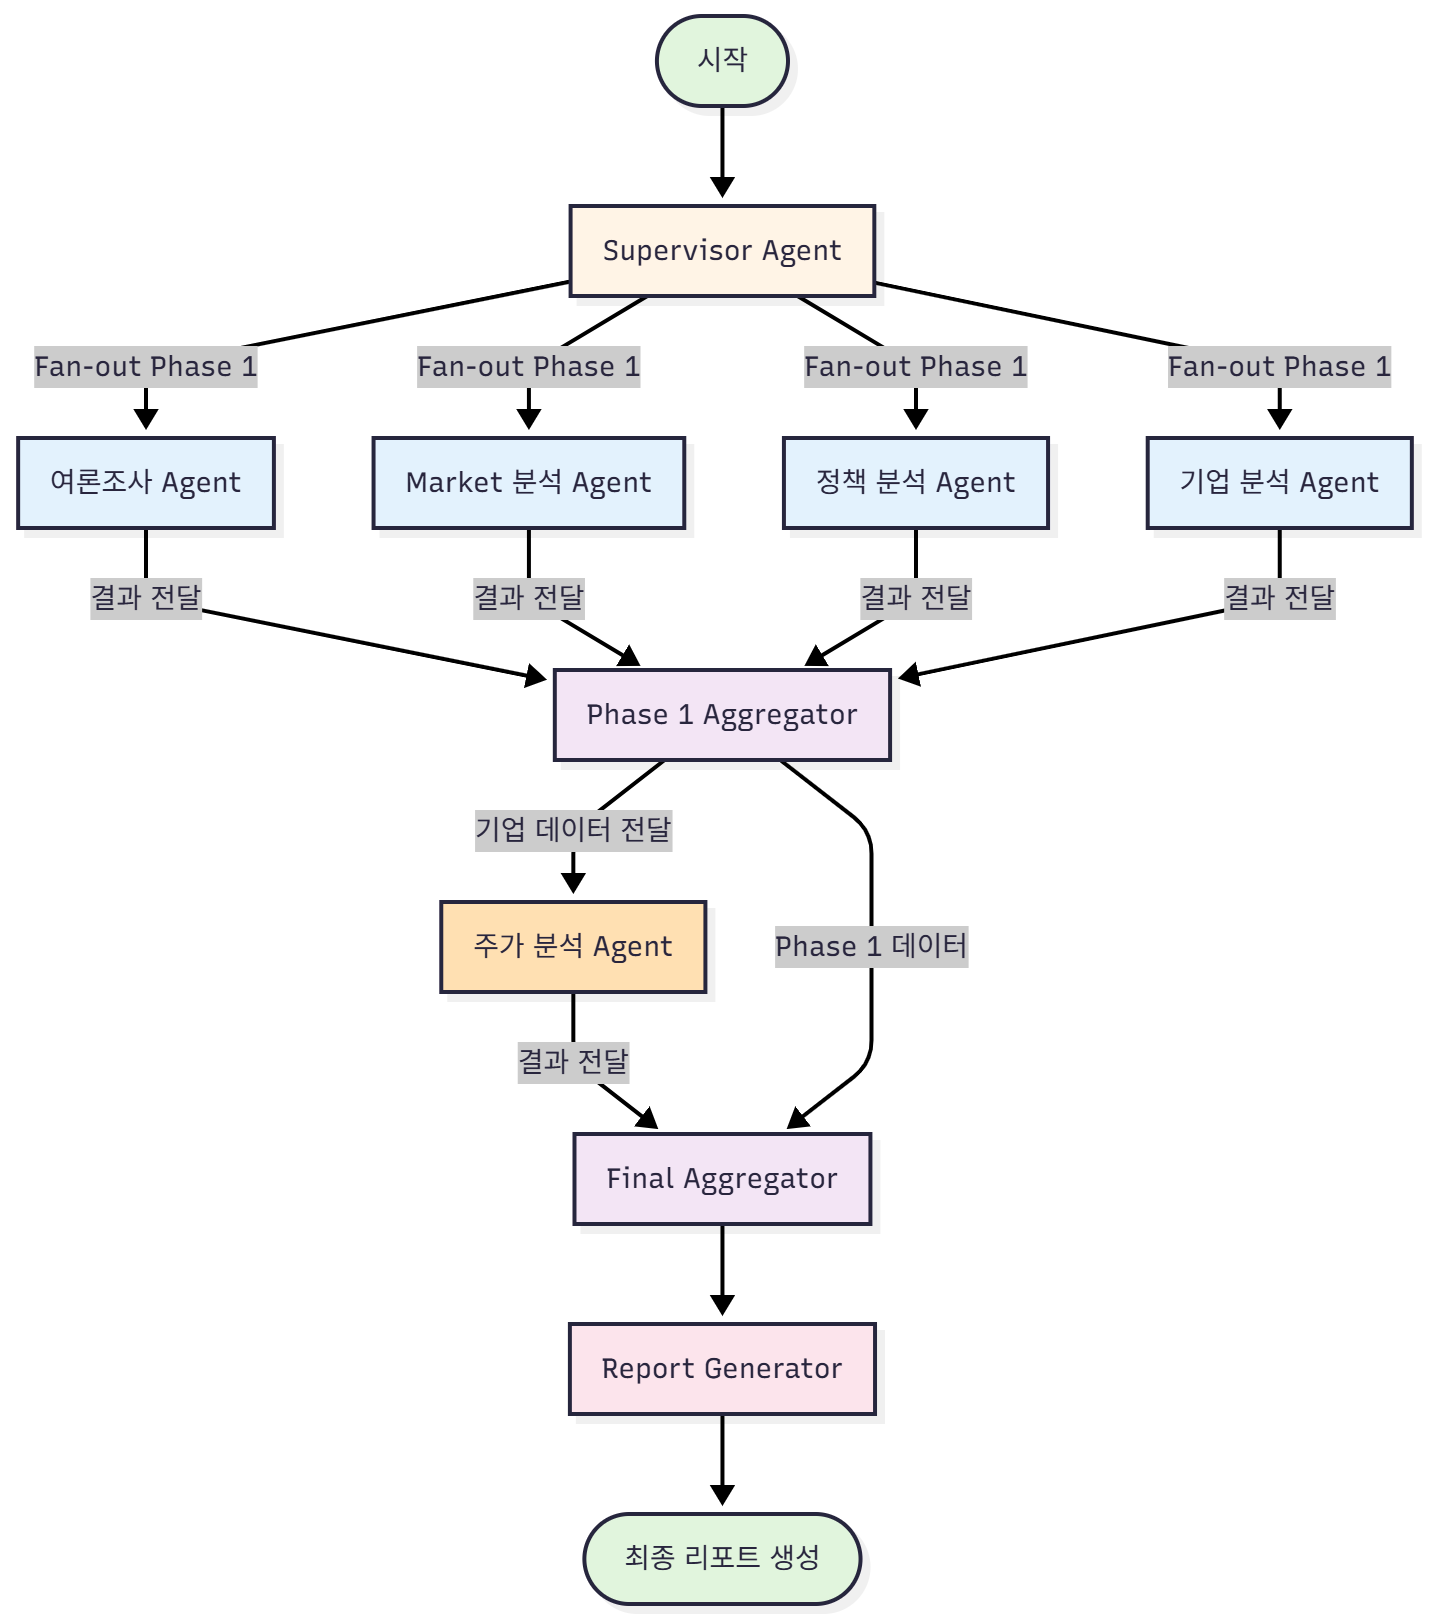 시작
Supervisor Agent
Fan-out Phase 1
Fan-out Phase 1
Fan-out Phase 1
Fan-out Phase 1
여론조사 Agent
Market 분석 Agent
정책 분석 Agent
기업 분석 Agent
결과 전달
결과 전달
결과 전달
결과 전달
Phase 1 Aggregator
기업 데이터 전달
주가 분석 Agent
Phase 1 데이터
결과 전달
Final Aggregator
Report Generator
최종 리포트 생성